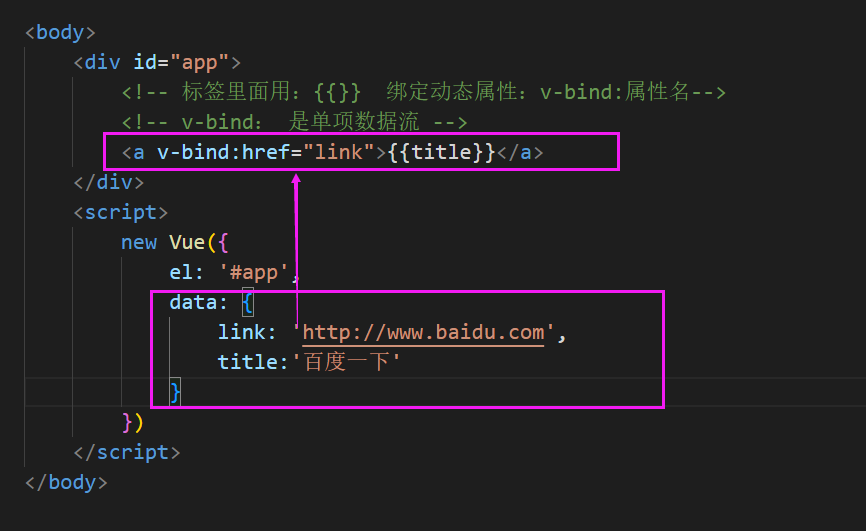 <body>
<div id="app">
<!-- 标签里面用：{{}}  绑定动态属性：v-bind:属性名-->
<!-- v-bind： 是单项数据流 -->
<a v-bind:href="link">{{title}}</a>
</div>
<script>
new Vue({
el: '#app',
data: {
link: 'http://www.baidu.com',
title:'百度一下'
}
})
</script>
</body>